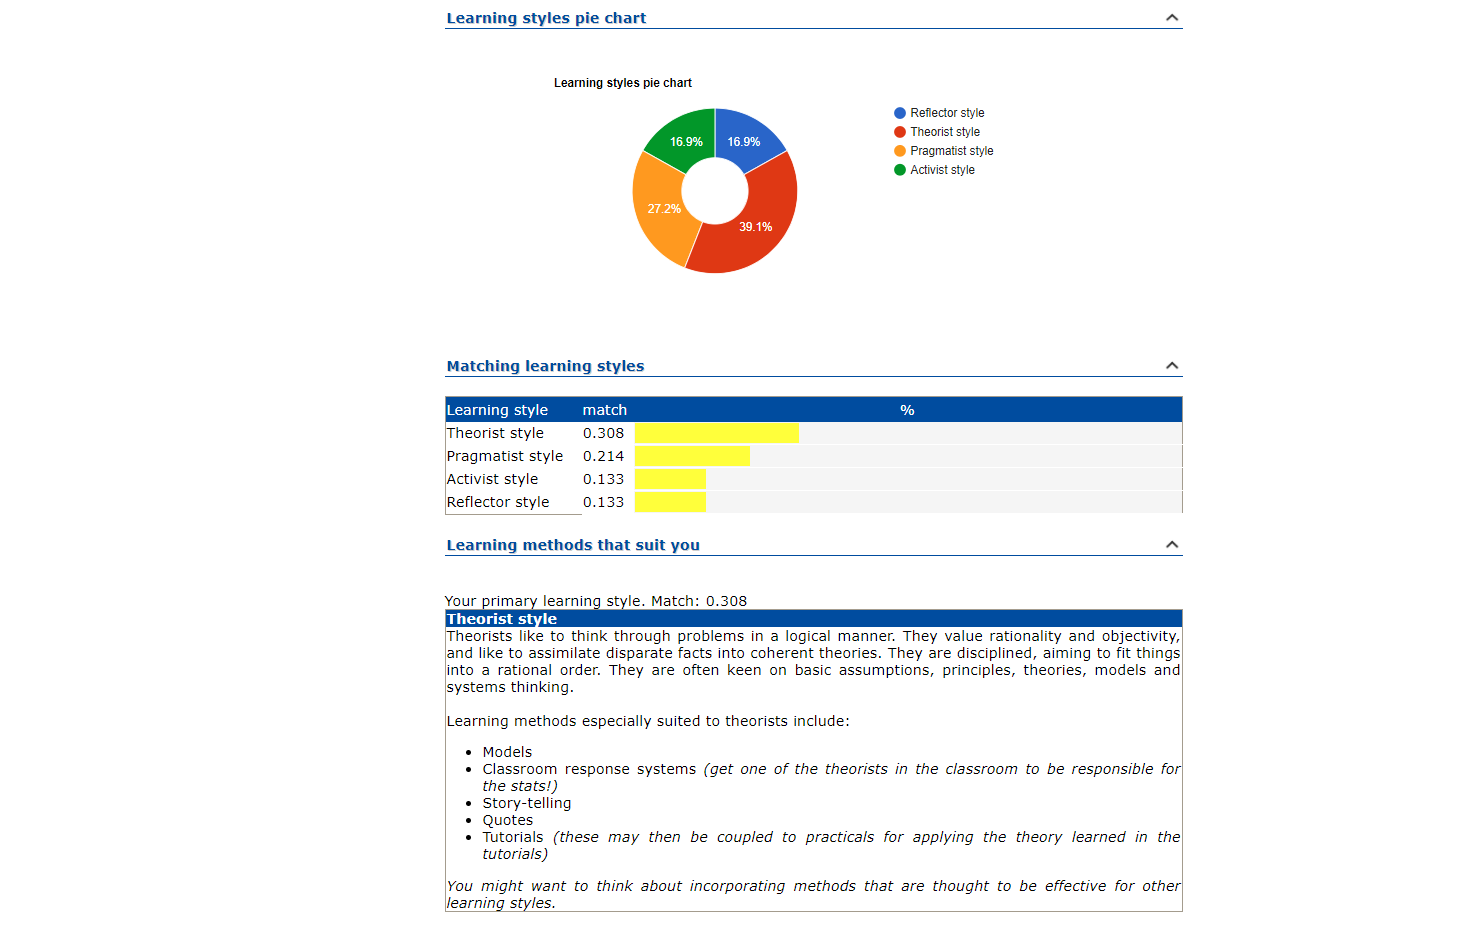 Learning styles pie chart
Learning styles pie chart
16.9% 16.9%
27.2%
39.1%
Reflector style
Theorist style
Pragmatist style
Activist style
Matching learning styles
Learning style match %
Theorist style 0.308
Pragmatist style 0.214
Activist style 0.133
Reflector style 0.133
Learning methods that suit you
Your primary learning style. Match: 0.308
Theorist style
Theorists like to think through problems in a logical manner. They value rationality and objectivity,
and like to assimilate disparate facts into coherent theories. They are disciplined, aiming to fit things
into a rational order. They are often keen on basic assumptions, principles, theories, models and
systems thinking.
Learning methods especially suited to theorists include:
• Models
• Classroom response systems (get one of the theorists in the classroom to be responsible for
the stats!)
• Story-telling
• Quotes
• Tutorials (these may then be coupled to practicals for applying the theory learned in the
tutorials)
You might want to think about incorporating methods that are thought to be effective for other
learning styles.